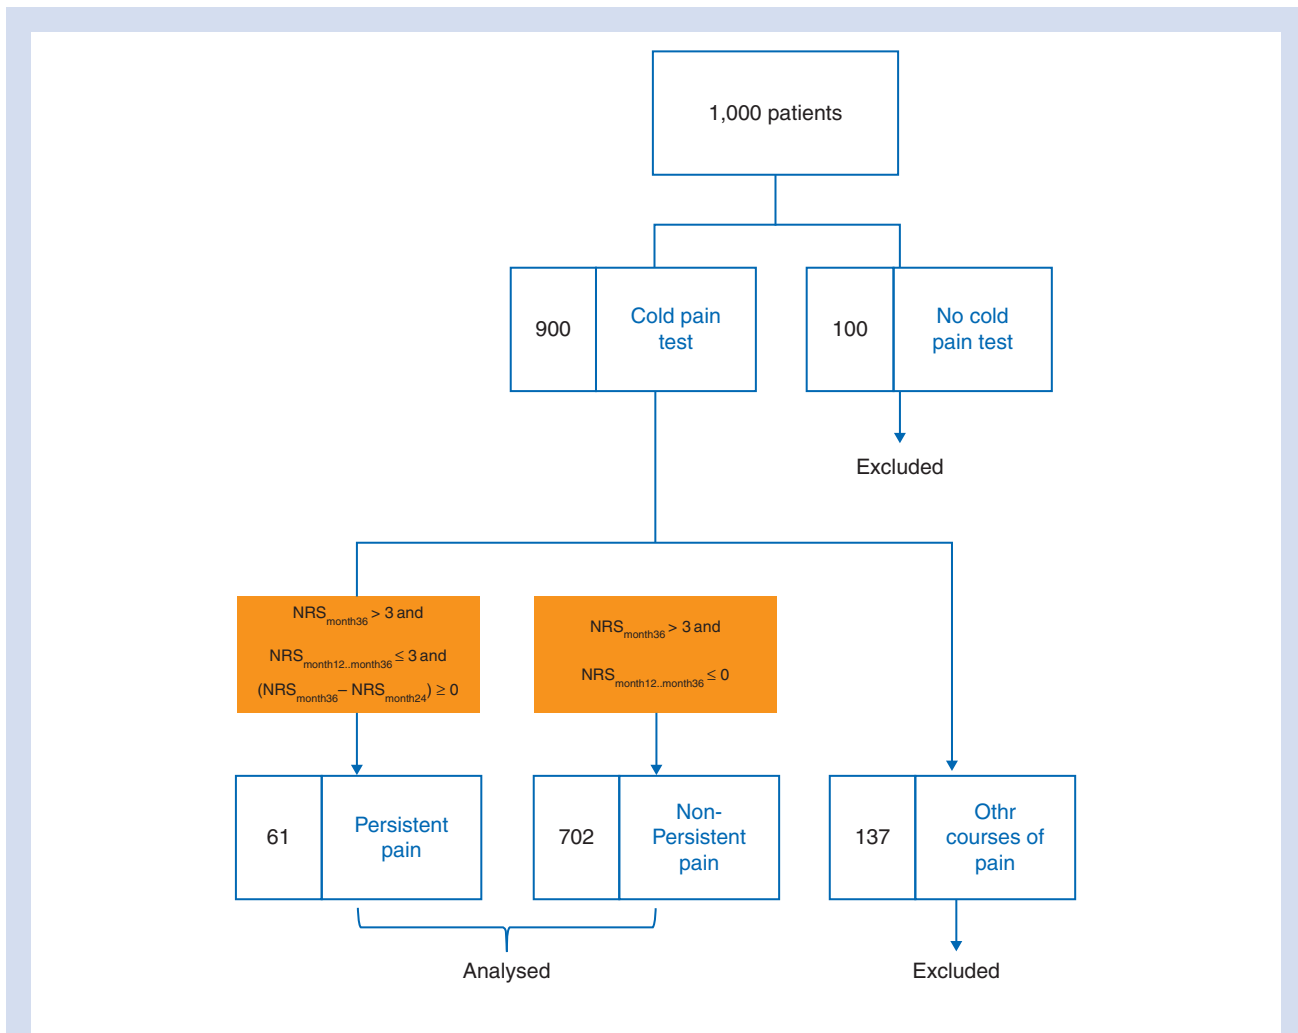 1,000 patients
900
Cold pain
test
100
No cold
pain test
Excluded
NRSmonth36 > 3 and
NRSmonth12..month36 ≤ 3 and
(NRSmonth36 – NRSmonth24) ≥ 0
NRSmonth36 > 3 and
NRSmonth12..month36 ≤ 0
61
Persistent
pain
702
Non-
Persistent
pain
137
Othr
courses of
pain
Analysed
Excluded